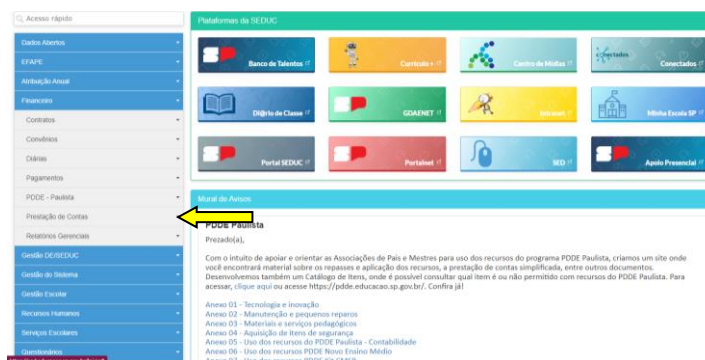 Acesso rápido
Dados Abertos
EFAPE
Atribuição Anual
Financeiro
Contratos
Convênios
Diárias
Pagamentos
PDDE - Paulista
Prestação de Contas
Relatórios Gerenciais
Gestão DE/SEDUC
Gestão do Sistema
Gestão Escolar
Recursos Humanos
Serviços Escolares
Questionários
Plataformas da SEDUC
Banco de Talentos
Currículo +
Centro de Mídias
conectados
Conectados
Di@rio de Classe
GDAENET
Intranet
Minha Escola SP
Portal SEDUC
Portalnet
SED
Apoio Presencial
Mural de Avisos
PDDE Paulista
Prezado(a),
Com o intuito de apoiar e orientar as Associações de Pais e Mestres para uso dos recursos do programa PDDE Paulista, criamos um site onde
você encontrará material sobre os repasses e aplicação dos recursos, a prestação de contas simplificada, entre outros documentos.
Desenvolvemos também um Catálogo de Itens, onde é possível consultar qual item é ou não permitido com recursos do PDDE Paulista. Para
acessar, clique aqui ou acesse https://pdde.educacao.sp.gov.br/. Confira já!
Anexo 01 - Tecnologia e inovação
Anexo 02 - Manutenção e pequenos reparos
Anexo 03 - Materiais e serviços pedagógicos
Anexo 04 - Aquisição de itens de segurança
Anexo 05 - Uso dos recursos do PDDE Paulista - Contabilidade
Anexo 06 - Uso dos recursos PDDE Novo Ensino Médio